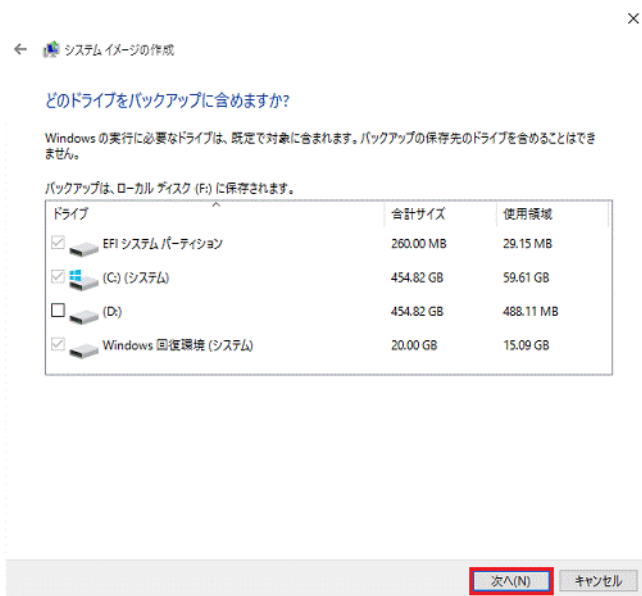 システム イメージの作成
どのドライブをバックアップに含めますか?
Windows の実行に必要なドライブは、既定で対象に含まれます。バックアップの保存先のドライブを含めることはでき
ません。
バックアップは、ローカル ディスク (F:) に保存されます。
ドライブ 合計サイズ 使用領域
EFI システム パーティション 260.00 MB 29.15 MB
(C:) (システム) 454.82 GB 59.61 GB
(D:) 454.82 GB 488.11 MB
Windows 回復環境 (システム) 20.00 GB 15.09 GB
次へ(N) キャンセル